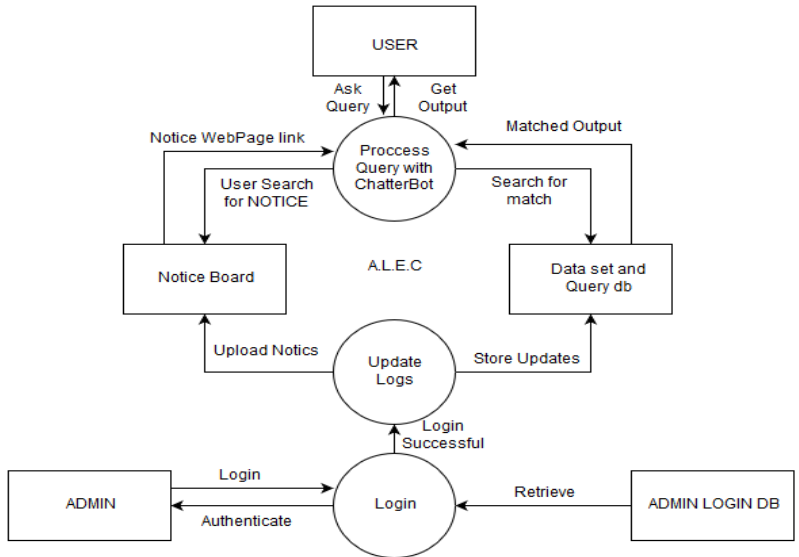 USER
Ask
Query
Get
Output
Notice WebPage link
Matched Output
Proccess
Query with
ChatterBot
User Search
for NOTICE
Search for
match
Notice Board
A.L.E.C
Data set and
Query db
Upload Notics
Update
Logs
Store Updates
Login
Successful
ADMIN
Login
Authenticate
Login
Retrieve
ADMIN LOGIN DB